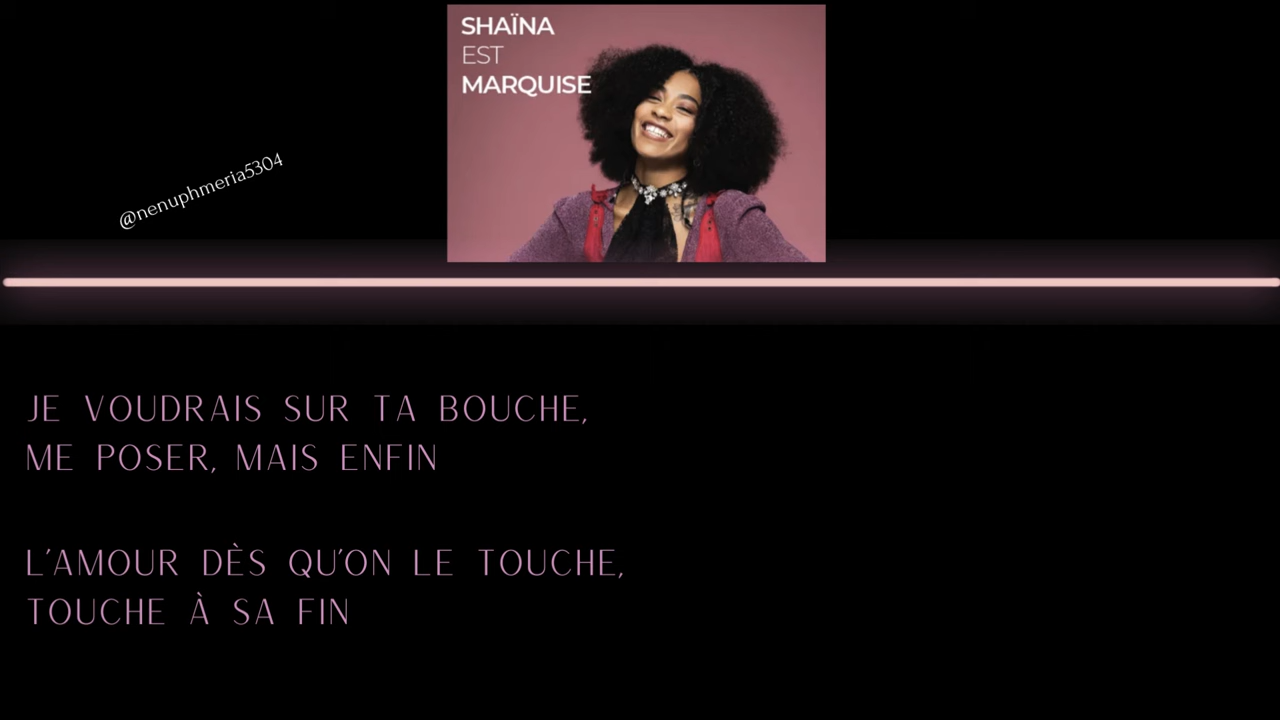 SHAÏNA
EST
MARQUISE
@nenuphmeria5304
JE VOUDRAIS SUR TA BOUCHE,
ME POSER, MAIS ENFIN
L'AMOUR DÈS QU'ON LE TOUCHE,
TOUCHE À SA FIN